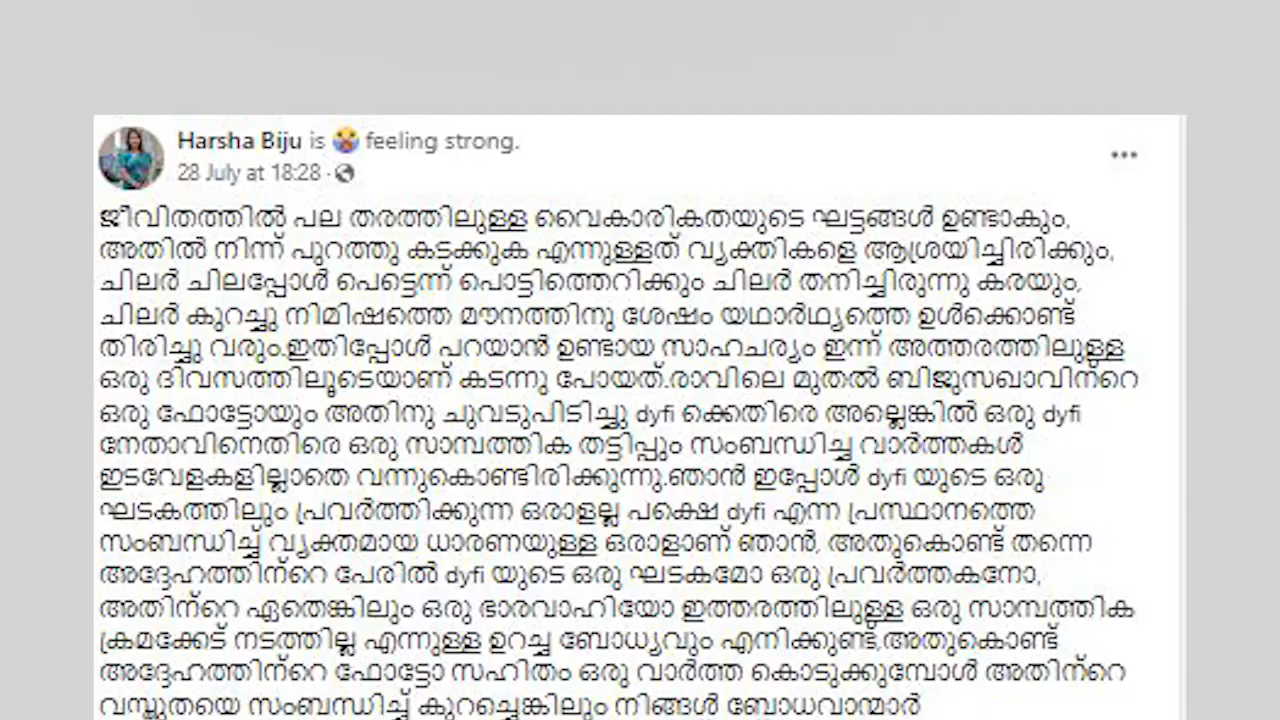 Harsha Biju is 😹 feeling strong.
28 July at 18:28 ·
ജീവിതത്തിൽ പല തരത്തിലുള്ള വൈകാരികതയുടെ ഘട്ടങ്ങൾ ഉണ്ടാകും,
അതിൽ നിന്ന് പുറത്തു കടക്കുക എന്നുള്ളത് വ്യക്തികളെ ആശ്രയിച്ചിരിക്കും,
ചിലർ ചിലപ്പോൾ പെട്ടെന്ന് പൊട്ടിത്തെറിക്കും ചിലർ തനിച്ചിരുന്നു കരയും,
ചിലർ കുറച്ചു നിമിഷത്തെ മൗനത്തിനു ശേഷം യഥാർഥ്യത്തെ ഉൾക്കൊണ്ട്
തിരിച്ചു വരും.ഇതിപ്പോൾ പറയാൻ ഉണ്ടായ സാഹചര്യം ഇന്ന് അത്തരത്തിലുള്ള
ഒരു ദിവസത്തിലൂടെയാണ് കടന്നു പോയത്.രാവിലെ മുതൽ ബിജുസഖാവിന്റെ
ഒരു ഫോട്ടോയും അതിനു ചുവടുപിടിച്ചു dyfi ക്കെതിരെ അല്ലെങ്കിൽ ഒരു dyfi
നേതാവിനെതിരെ ഒരു സാമ്പത്തിക തട്ടിപ്പും സംബന്ധിച്ച വാർത്തകൾ
ഇടവേളകളില്ലാതെ വന്നുകൊണ്ടിരിക്കുന്നു.ഞാൻ ഇപ്പോൾ dyfi യുടെ ഒരു
ഘടകത്തിലും പ്രവർത്തിക്കുന്ന ഒരാളല്ല പക്ഷെ dyfi എന്ന പ്രസ്ഥാനത്തെ
സംബന്ധിച്ച് വ്യക്തമായ ധാരണയുള്ള ഒരാളാണ് ഞാൻ, അതുകൊണ്ട് തന്നെ
അദ്ദേഹത്തിന്റെ പേരിൽ dyfi യുടെ ഒരു ഘടകമോ ഒരു പ്രവർത്തകനോ,
അതിന്റെ ഏതെങ്കിലും ഒരു ഭാരവാഹിയോ ഇത്തരത്തിലുള്ള ഒരു സാമ്പത്തിക
ക്രമക്കേട് നടത്തില്ല എന്നുള്ള ഉറച്ച ബോധ്യവും എനിക്കുണ്ട്,അതുകൊണ്ട്
അദ്ദേഹത്തിന്റെ ഫോട്ടോ സഹിതം ഒരു വാർത്ത കൊടുക്കുമ്പോൾ അതിന്റെ
വസ്തുതയെ സംബന്ധിച്ച് കുറച്ചെങ്കിലും നിങ്ങൾ ബോധവാന്മാർ